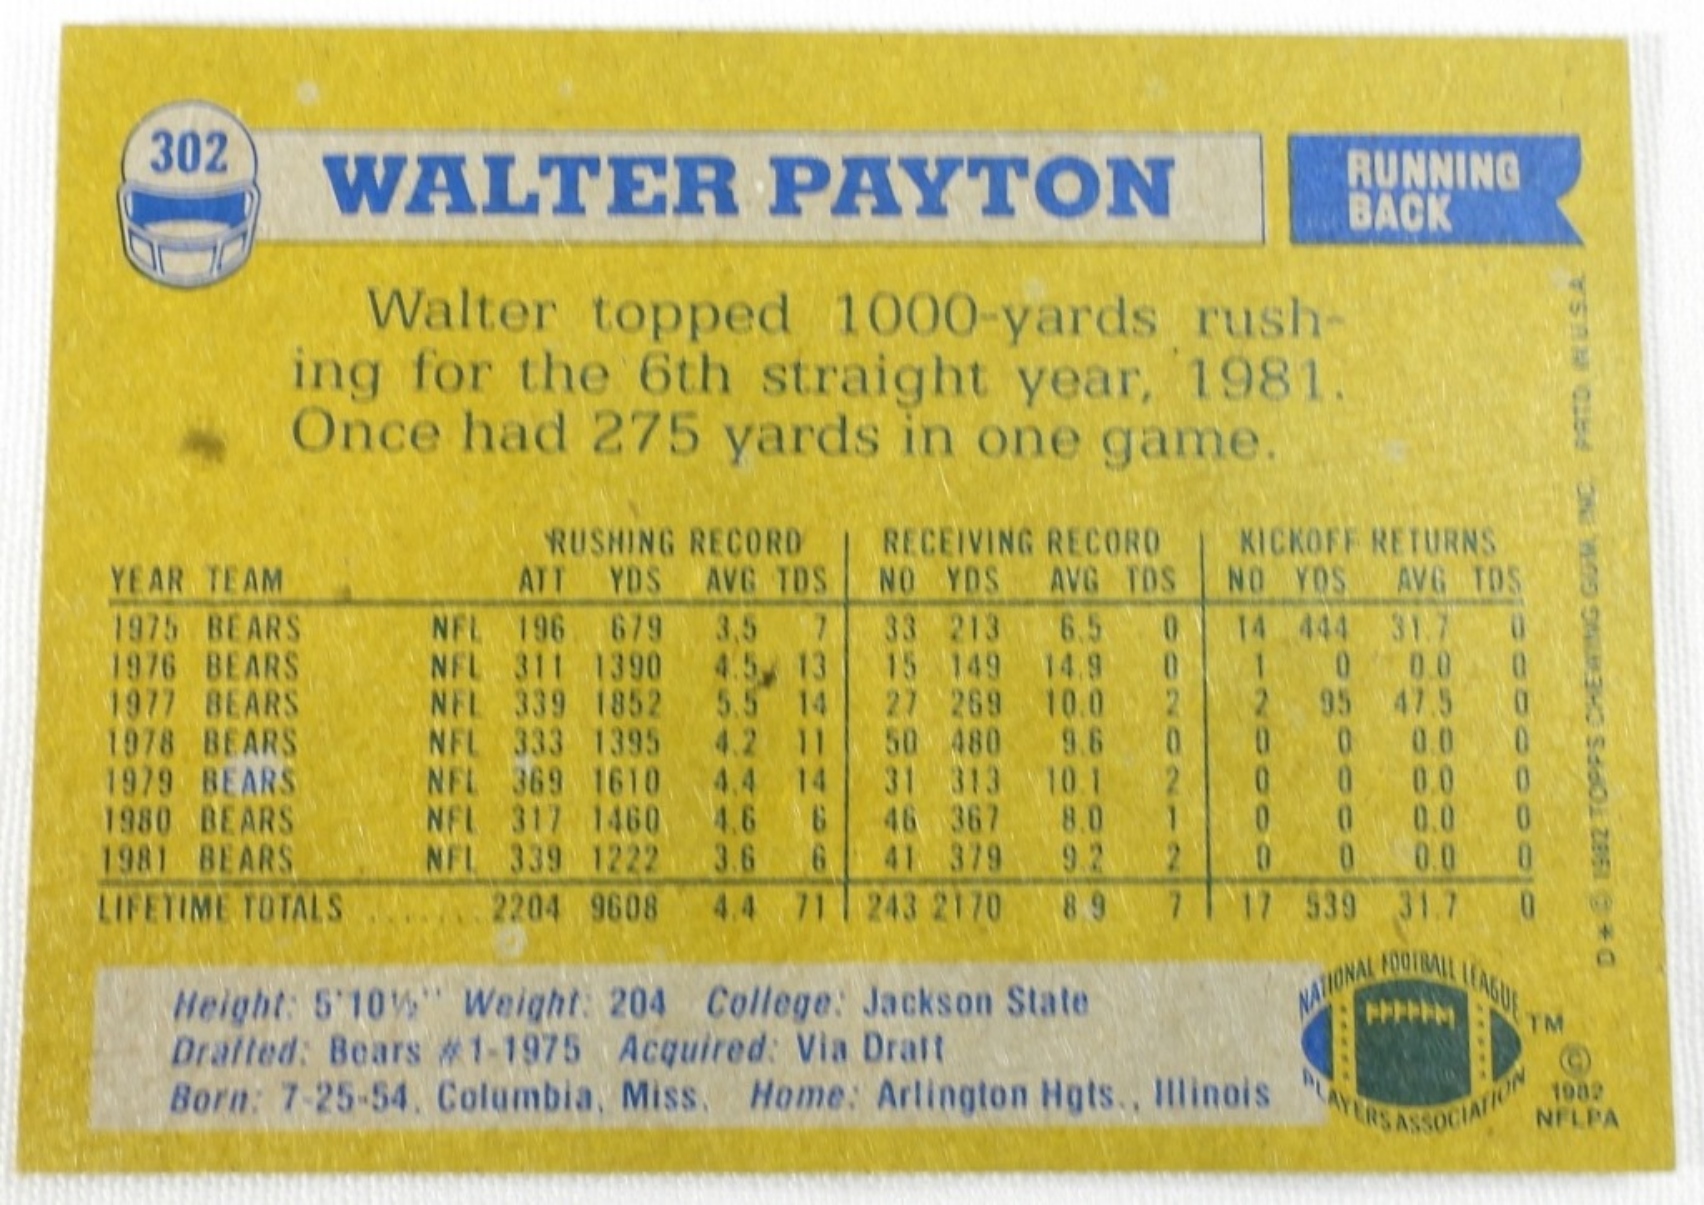 302
WALTER PAYTON
RUNNING
BACK
Walter topped 1000-yards rush-
ing for the 6th straight year, 1981.
Once had 275 yards in one game.
RUSHING RECORD RECEIVING RECORD KICKOFF RETURNS
YEAR TEAM ATT YDS AVG TDS NO YDS AVG TDS NO YDS AVG TDS
1975 BEARS NFL 196 679 3.5 7 33 213 6.5 0 14 444 31.7 0
1976 BEARS NFL 311 1390 4.5 13 15 149 14.9 0 1 0 0.0 0
1977 BEARS NFL 339 1852 5.5 14 27 269 10.0 2 2 95 47.5 0
1978 BEARS NFL 333 1395 4.2 11 50 480 9.6 0 0 0 0.0 0
1979 BEARS NFL 369 1610 4.4 14 31 313 10.1 2 0 0 0.0 0
1980 BEARS NFL 317 1460 4.6 6 46 367 8.0 1 0 0 0.0 0
1981 BEARS NFL 339 1222 3.6 6 41 379 9.2 2 0 0 0.0 0
LIFETIME TOTALS ........ 2204 9608 4.4 71 243 2170 8.9 7 17 539 31.7 0
Height: 5'10½" Weight: 204 College: Jackson State
Drafted: Bears #1-1975 Acquired: Via Draft
Born: 7-25-54, Columbia, Miss. Home: Arlington Hgts., Illinois
NATIONAL FOOTBALL LEAGUE
PLAYERS ASSOCIATION
TM
©
1982
NFLPA
D * © 1982 TOPPS CHEWING GUM, INC. PRTD. IN U.S.A.